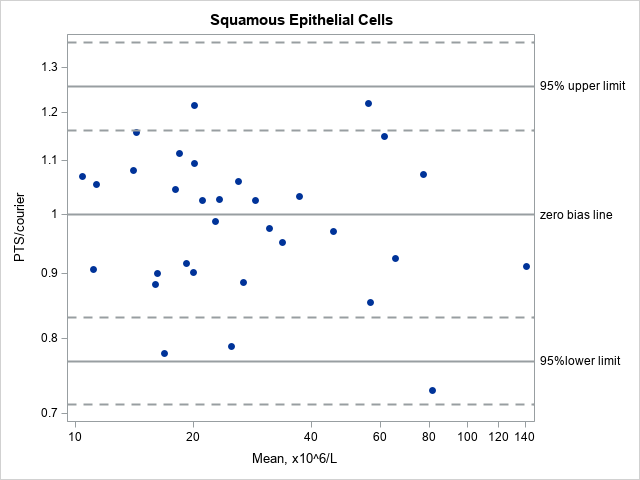 Squamous Epithelial Cells
1.3
1.2
1.1
1
0.9
0.8
0.7
PTS/courier
95% upper limit
zero bias line
95%lower limit
10 20 40 60 80 100 120 140
Mean, x10^6/L